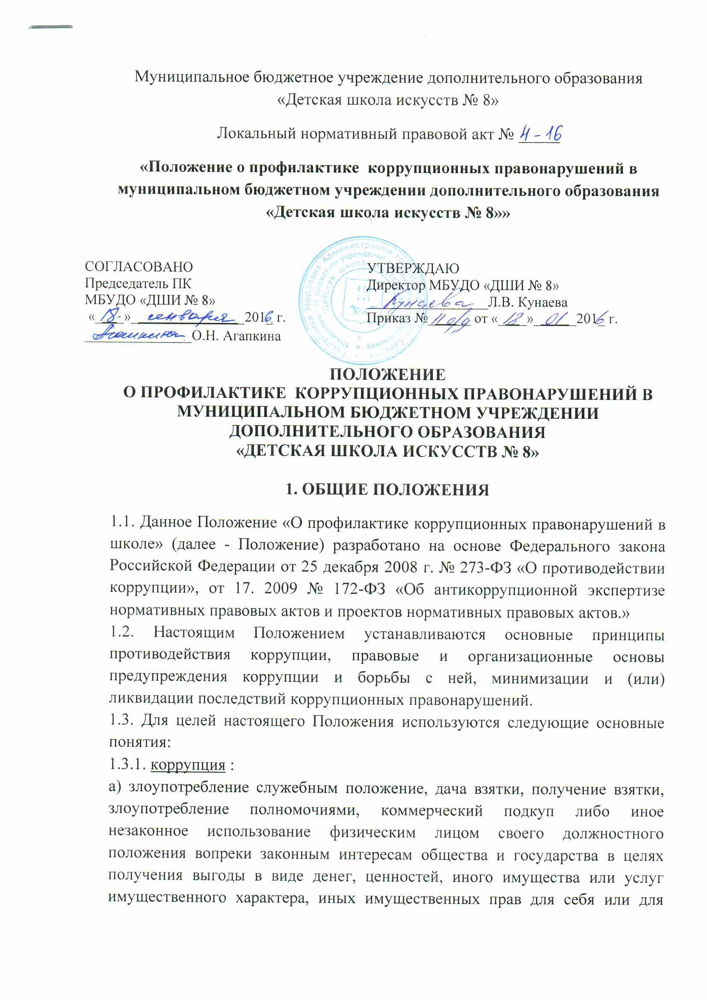 Муниципальное бюджетное учреждение дополнительного образования
«Детская школа искусств № 8»
Локальный нормативный правовой акт № 4-16
«Положение о профилактике коррупционных правонарушений в
муниципальном бюджетном учреждении дополнительного образования
«Детская школа искусств № 8»»
СОГЛАСОВАНО
Председатель ПК
МБУДО «ДШИ № 8»
«18» января 2016 г.
Агапкина О.Н. Агапкина
УТВЕРЖДАЮ
Директор МБУДО «ДШИ № 8»
Кунаева Л.В. Кунаева
Приказ № 11 о/д от «12» 01 2016 г.
Республика Мордовия Администрация Саранск
Муниципальное бюджетное учреждение образования
"Детская школа искусств
ПОЛОЖЕНИЕ
О ПРОФИЛАКТИКЕ КОРРУПЦИОННЫХ ПРАВОНАРУШЕНИЙ В
МУНИЦИПАЛЬНОМ БЮДЖЕТНОМ УЧРЕЖДЕНИИ
ДОПОЛНИТЕЛЬНОГО ОБРАЗОВАНИЯ
«ДЕТСКАЯ ШКОЛА ИСКУССТВ № 8»
1. ОБЩИЕ ПОЛОЖЕНИЯ
1.1. Данное Положение «О профилактике коррупционных правонарушений в
школе» (далее - Положение) разработано на основе Федерального закона
Российской Федерации от 25 декабря 2008 г. № 273-ФЗ «О противодействии
коррупции», от 17. 2009 № 172-ФЗ «Об антикоррупционной экспертизе
нормативных правовых актов и проектов нормативных правовых актов.»
1.2. Настоящим Положением устанавливаются основные принципы
противодействия коррупции, правовые и организационные основы
предупреждения коррупции и борьбы с ней, минимизации и (или)
ликвидации последствий коррупционных правонарушений.
1.3. Для целей настоящего Положения используются следующие основные
понятия:
1.3.1. коррупция :
а) злоупотребление служебным положение, дача взятки, получение взятки,
злоупотребление полномочиями, коммерческий подкуп либо иное
незаконное использование физическим лицом своего должностного
положения вопреки законным интересам общества и государства в целях
получения выгоды в виде денег, ценностей, иного имущества или услуг
имущественного характера, иных имущественных прав для себя или для